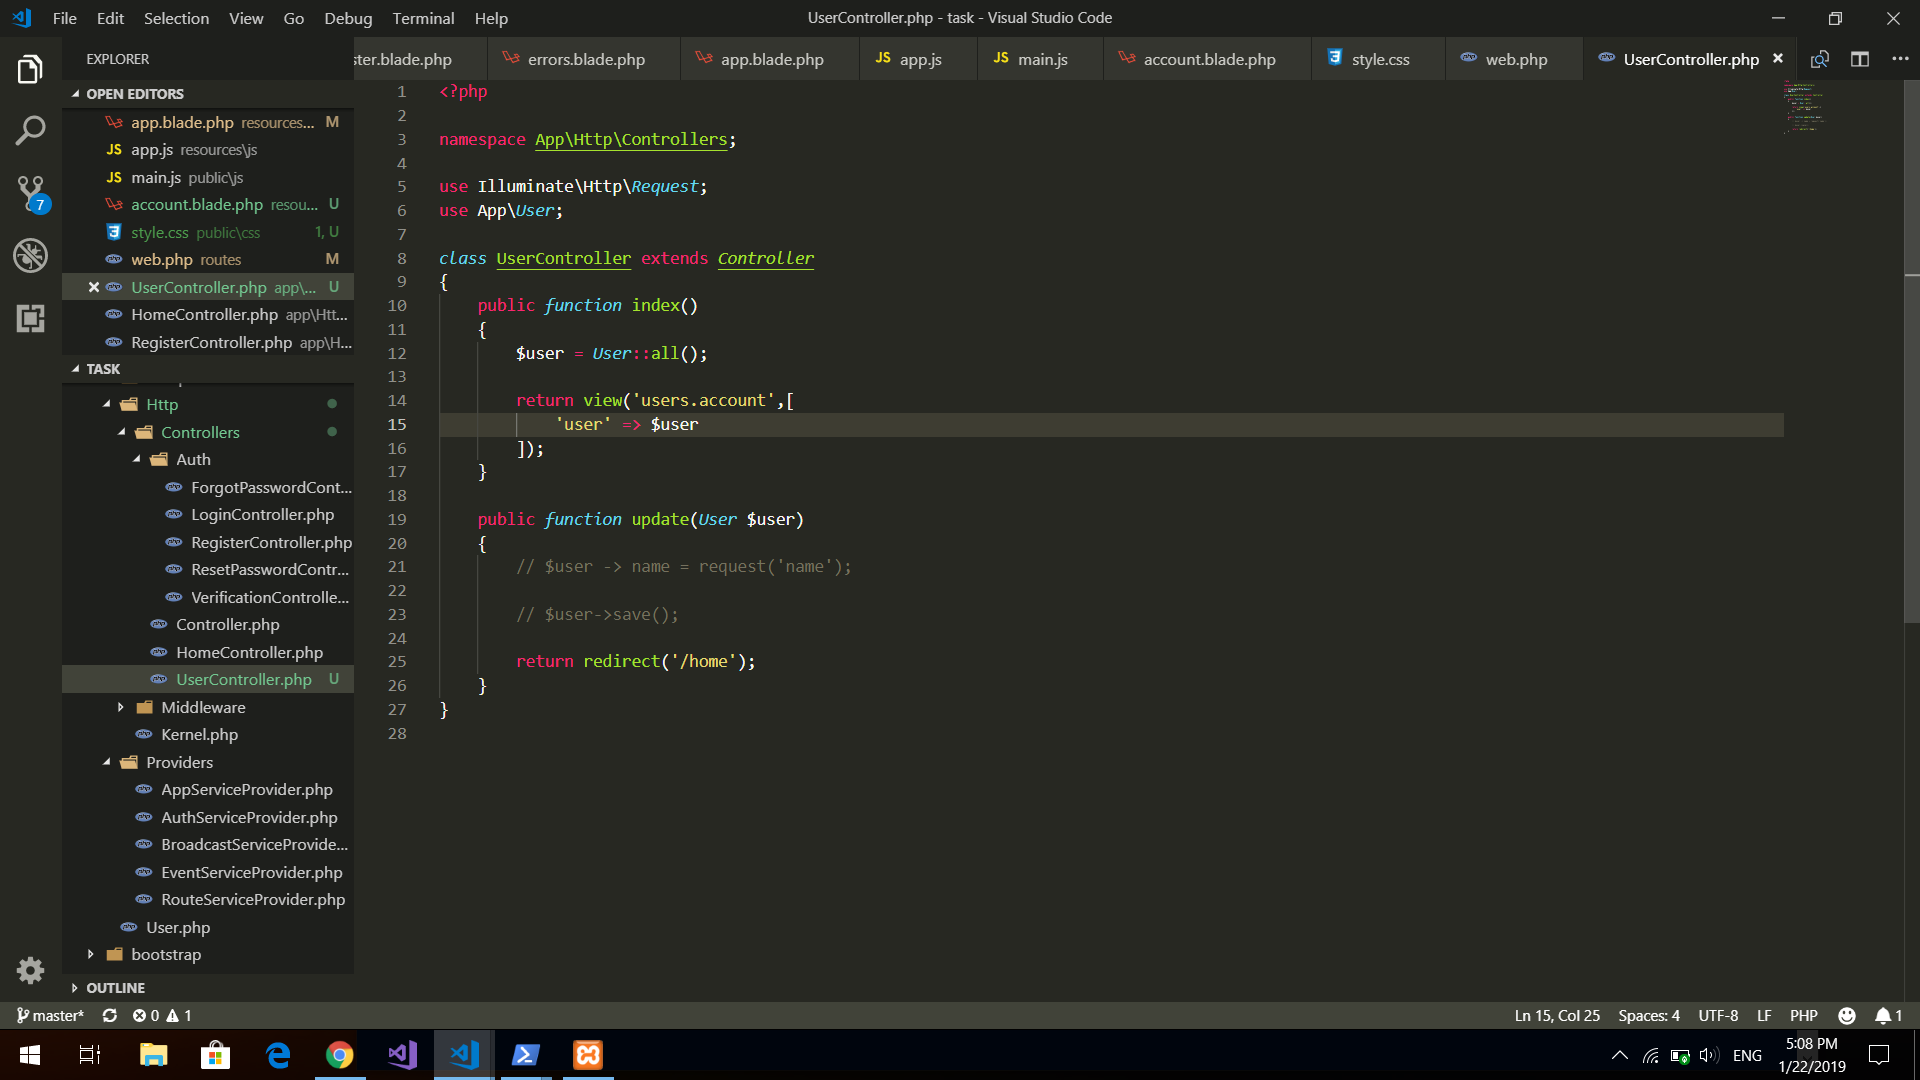 File Edit Selection View Go Debug Terminal Help
UserController.php - task - Visual Studio Code
EXPLORER
ster.blade.php errors.blade.php app.blade.php JS app.js JS main.js account.blade.php style.css web.php UserController.php
OPEN EDITORS
app.blade.php resources... M
JS app.js resources\js
JS main.js public\js
account.blade.php resou... U
style.css public\css 1, U
web.php routes M
UserController.php app\... U
HomeController.php app\Htt...
RegisterController.php app\H...
7
TASK
Http
Controllers
Auth
ForgotPasswordCont...
LoginController.php
RegisterController.php
ResetPasswordContr...
VerificationControlle...
Controller.php
HomeController.php
UserController.php U
Middleware
Kernel.php
Providers
AppServiceProvider.php
AuthServiceProvider.php
BroadcastServiceProvide...
EventServiceProvider.php
RouteServiceProvider.php
User.php
bootstrap
OUTLINE
1 <?php
2
3 namespace App\Http\Controllers;
4
5 use Illuminate\Http\Request;
6 use App\User;
7
8 class UserController extends Controller
9 {
10 public function index()
11 {
12 $user = User::all();
13
14 return view('users.account',[
15 'user' => $user
16 ]);
17 }
18
19 public function update(User $user)
20 {
21 // $user -> name = request('name');
22
23 // $user->save();
24
25 return redirect('/home');
26 }
27 }
28
master* 0 1
Ln 15, Col 25 Spaces: 4 UTF-8 LF PHP 1
ENG
5:08 PM
1/22/2019